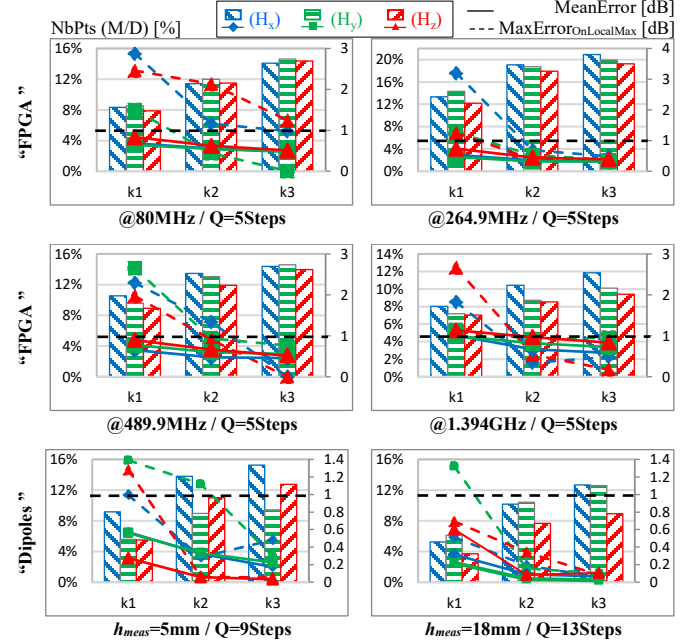 NbPts (M/D) [%] (Hx) (Hy) (Hz) MeanError [dB]
MaxErrorOnLocalMax [dB]
"FPGA"
16% 12% 8% 4% 0%
3 2 1 0
k1 k2 k3
@80MHz / Q=5Steps
20% 16% 12% 8% 4% 0%
4 3 2 1 0
k1 k2 k3
@264.9MHz / Q=5Steps
"FPGA"
16% 12% 8% 4% 0%
3 2 1 0
k1 k2 k3
@489.9MHz / Q=5Steps
14% 12% 10% 8% 6% 4% 2% 0%
3 2 1 0
k1 k2 k3
@1.394GHz / Q=5Steps
"Dipoles"
16% 12% 8% 4% 0%
1.4 1.2 1 0.8 0.6 0.4 0.2 0
k1 k2 k3
hmeas=5mm / Q=9Steps
16% 12% 8% 4% 0%
1.4 1.2 1 0.8 0.6 0.4 0.2 0
k1 k2 k3
hmeas=18mm / Q=13Steps